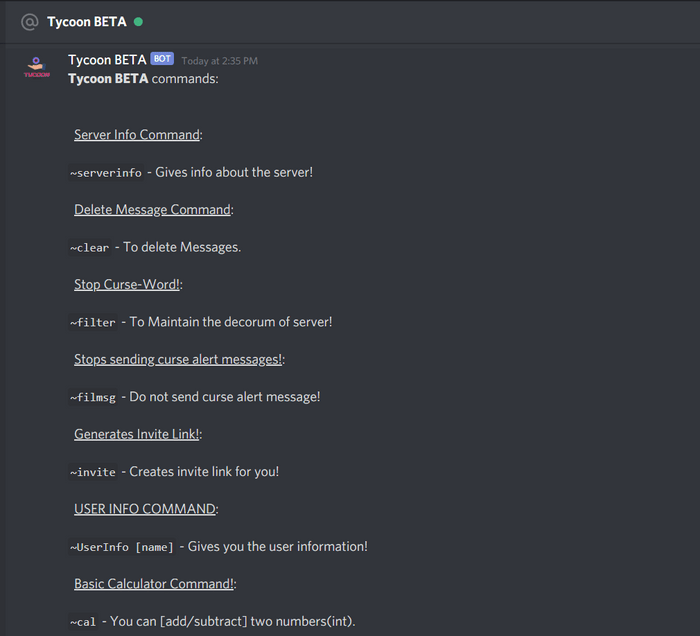 @ Tycoon BETA
TYCOON
Tycoon BETA BOT Today at 2:35 PM
Tycoon BETA commands:
Server Info Command:
~serverinfo - Gives info about the server!
Delete Message Command:
~clear - To delete Messages.
Stop Curse-Word!:
~filter - To Maintain the decorum of server!
Stops sending curse alert messages!:
~filmsg - Do not send curse alert message!
Generates Invite Link!:
~invite - Creates invite link for you!
USER INFO COMMAND:
~UserInfo [name] - Gives you the user information!
Basic Calculator Command!:
~cal - You can [add/subtract] two numbers(int).